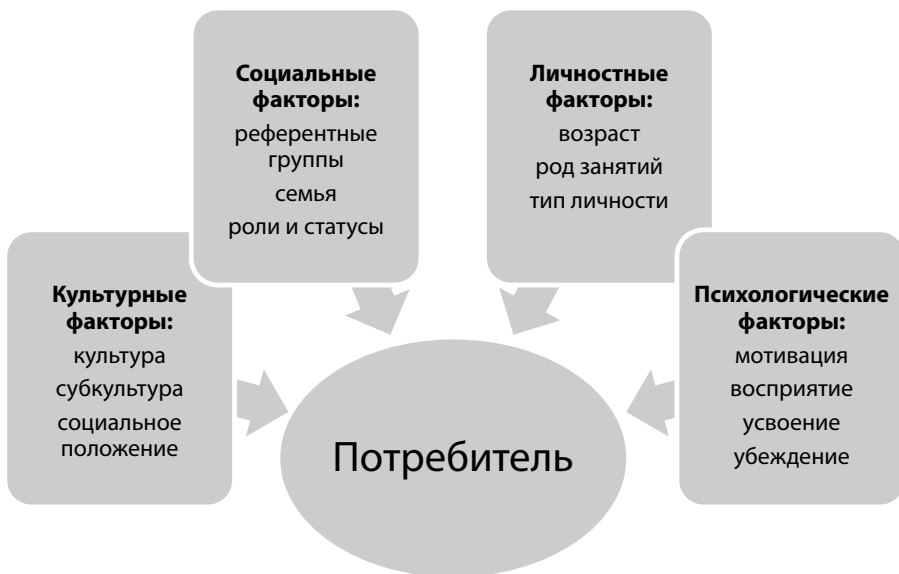 Социальные
факторы:
референтные
группы
семья
роли и статусы
Личностные
факторы:
возраст
род занятий
тип личности
Культурные
факторы:
культура
субкультура
социальное
положение
Психологические
факторы:
мотивация
восприятие
усвоение
убеждение
Потребитель